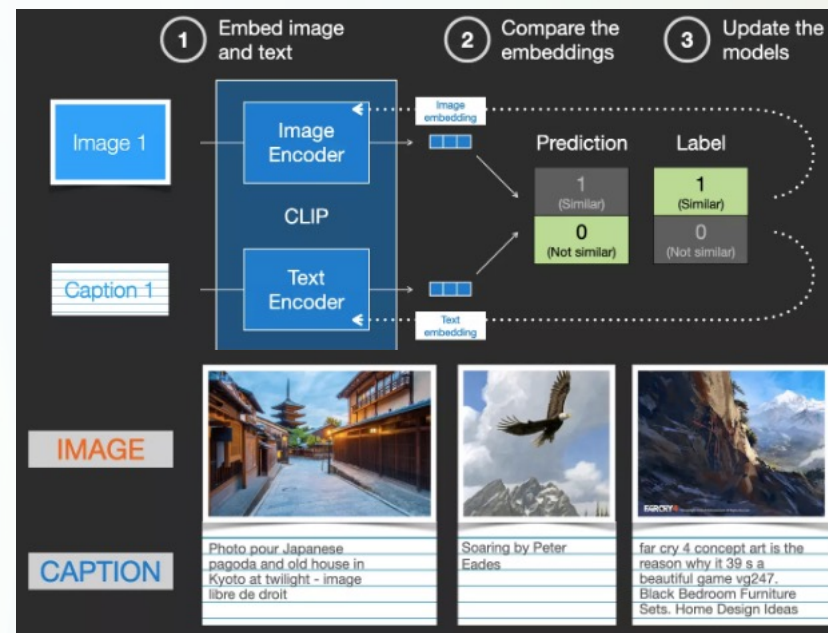 1
Embed image
and text
2
Compare the
embeddings
3
Update the
models
Image 1
Image
Encoder
Image
embedding
Prediction
Label
1
(Similar)
0
(Not similar)
1
(Similar)
0
(Not similar)
CLIP
Caption 1
Text
Encoder
Text
embedding
IMAGE
FARCRY4
CAPTION
Photo pour Japanese
pagoda and old house in
Kyoto at twilight - image
libre de droit
Soaring by Peter
Eades
far cry 4 concept art is the
reason why it 39 s a
beautiful game vg247.
Black Bedroom Furniture
Sets. Home Design Ideas